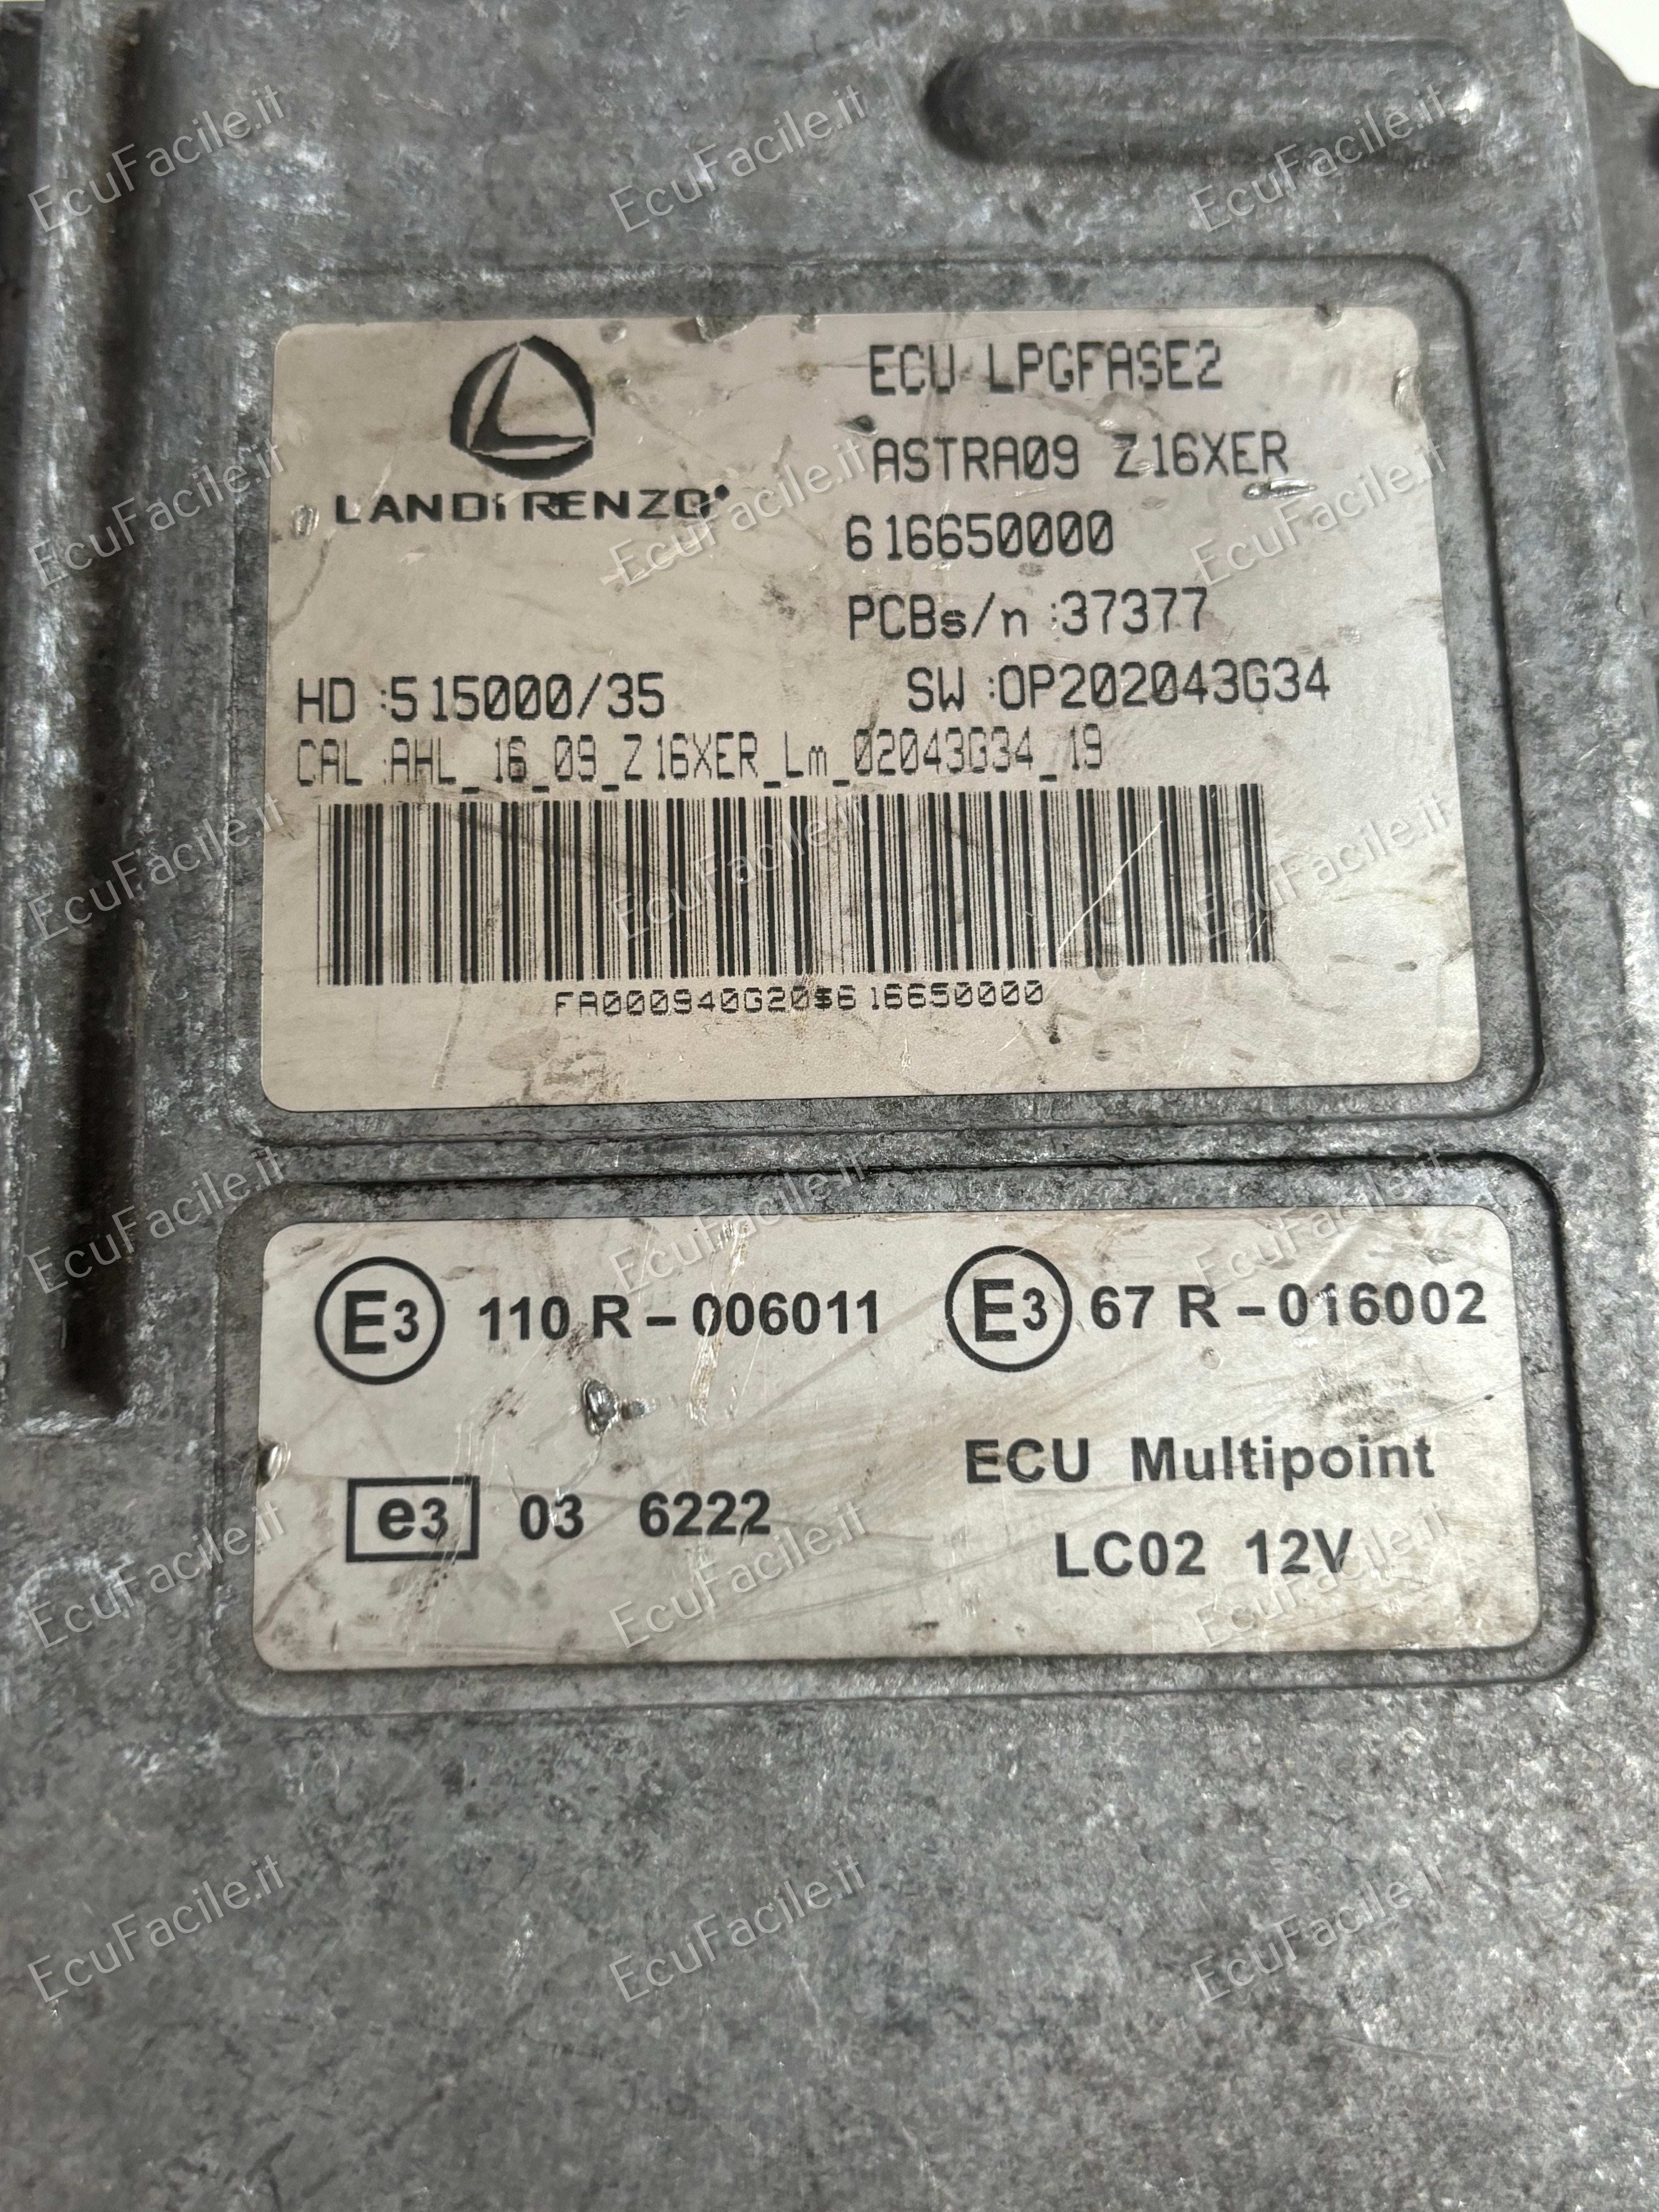 LANDi RENZO
ECU LPGFASE2
ASTRA09 Z16XER
616650000
PCBs/n :37377
HD :515000/35 SW :OP202043G34
CAL :AHL_16_09_Z16XER_Lm_02043G34_19
FA000940G20$616650000
E3 110 R - 006011 E3 67 R - 016002
ECU Multipoint
e3 03 6222
LC02 12V
EcuFacile.it